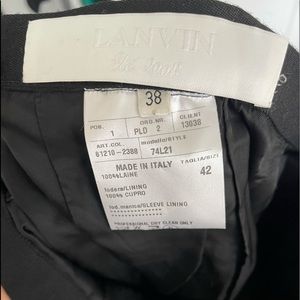 LANVIN
38
POS. ORD.NR. CLIENT
1 PLD 2 13038
ART.COL. modello/STYLE
61210-2388 74L21
MADE IN ITALY TAGLIA/SIZE
100%LAINE 42
fodera/LINING
100% CUPRO
fod.manica/SLEEVE LINING
PROFESSIONAL DRY CLEAN ONLY